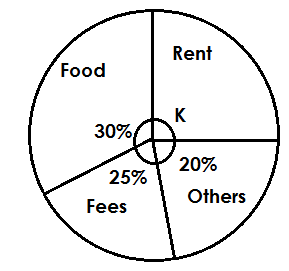 Food
Rent
30%
K
25%
20%
Fees
Others